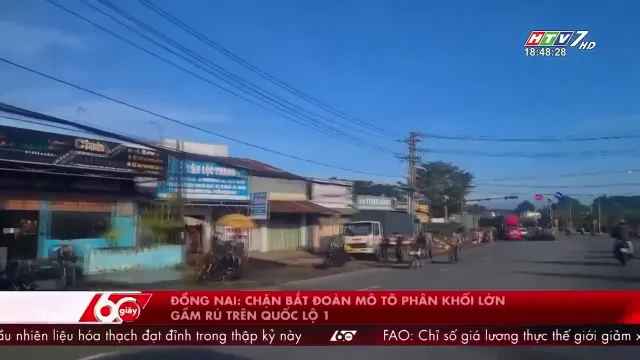 HTV7 HD
18:48:28
60 giây
ĐỒNG NAI: CHẶN BẮT ĐOÀN MÔ TÔ PHÂN KHỐI LỚN
GẦM RÚ TRÊN QUỐC LỘ 1
ầu nhiên liệu hóa thạch đạt đỉnh trong thập kỷ này FAO: Chỉ số giá lương thực thế giới giảm x